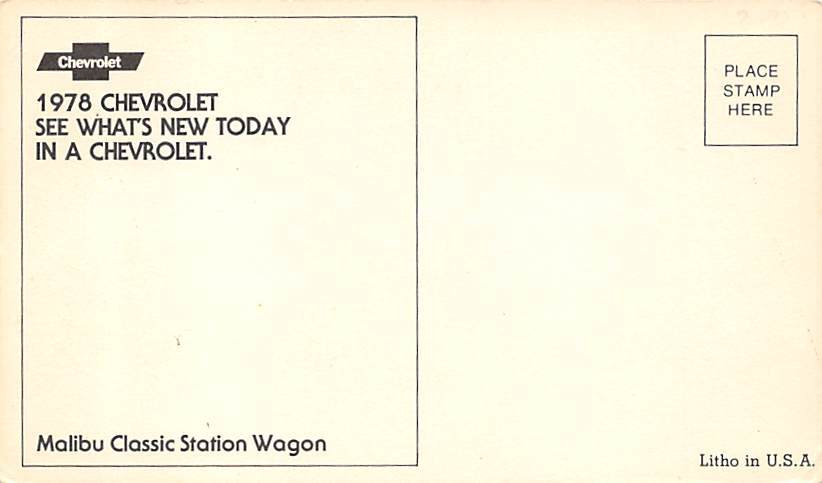 Chevrolet
1978 CHEVROLET
SEE WHAT'S NEW TODAY
IN A CHEVROLET.
Malibu Classic Station Wagon
PLACE
STAMP
HERE
Litho in U.S.A.